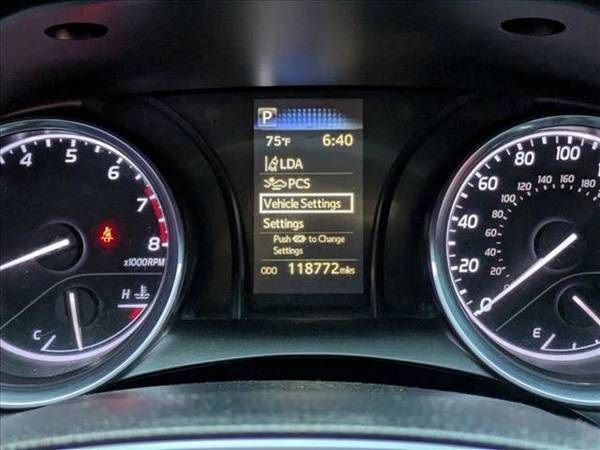 P
75°F 6:40
LDA
PCS
Vehicle Settings
Settings
Push to Change
Settings
ODO 118772 miles
4 5 6 7 8
x1000RPM
H
C
0 20 40 60 80 100
0 20 40 60 80 100 120 140 160 180
E